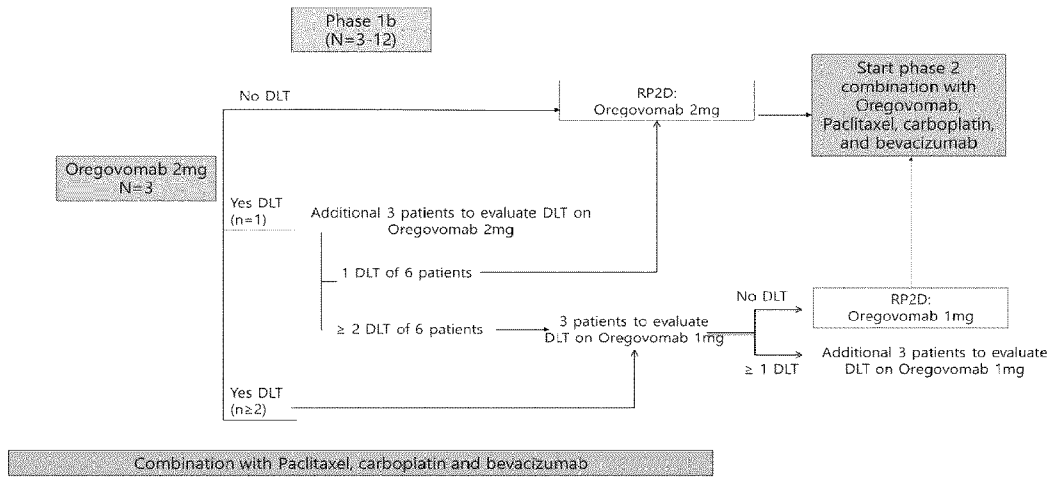 Phase 1b
(N=3-12)
No DLT
RP2D:
Oregovomab 2mg
Start phase 2
combination with
Oregovomab,
Paclitaxel, carboplatin,
and bevacizumab
Oregovomab 2mg
N=3
Yes DLT
(n=1)
Additional 3 patients to evaluate DLT on
Oregovomab 2mg
1 DLT of 6 patients
≥ 2 DLT of 6 patients
3 patients to evaluate
DLT on Oregovomab 1mg
No DLT
RP2D:
Oregovomab 1mg
≥ 1 DLT
Additional 3 patients to evaluate
DLT on Oregovomab 1mg
Yes DLT
(n≥2)
Combination with Paclitaxel, carboplatin and bevacizumab